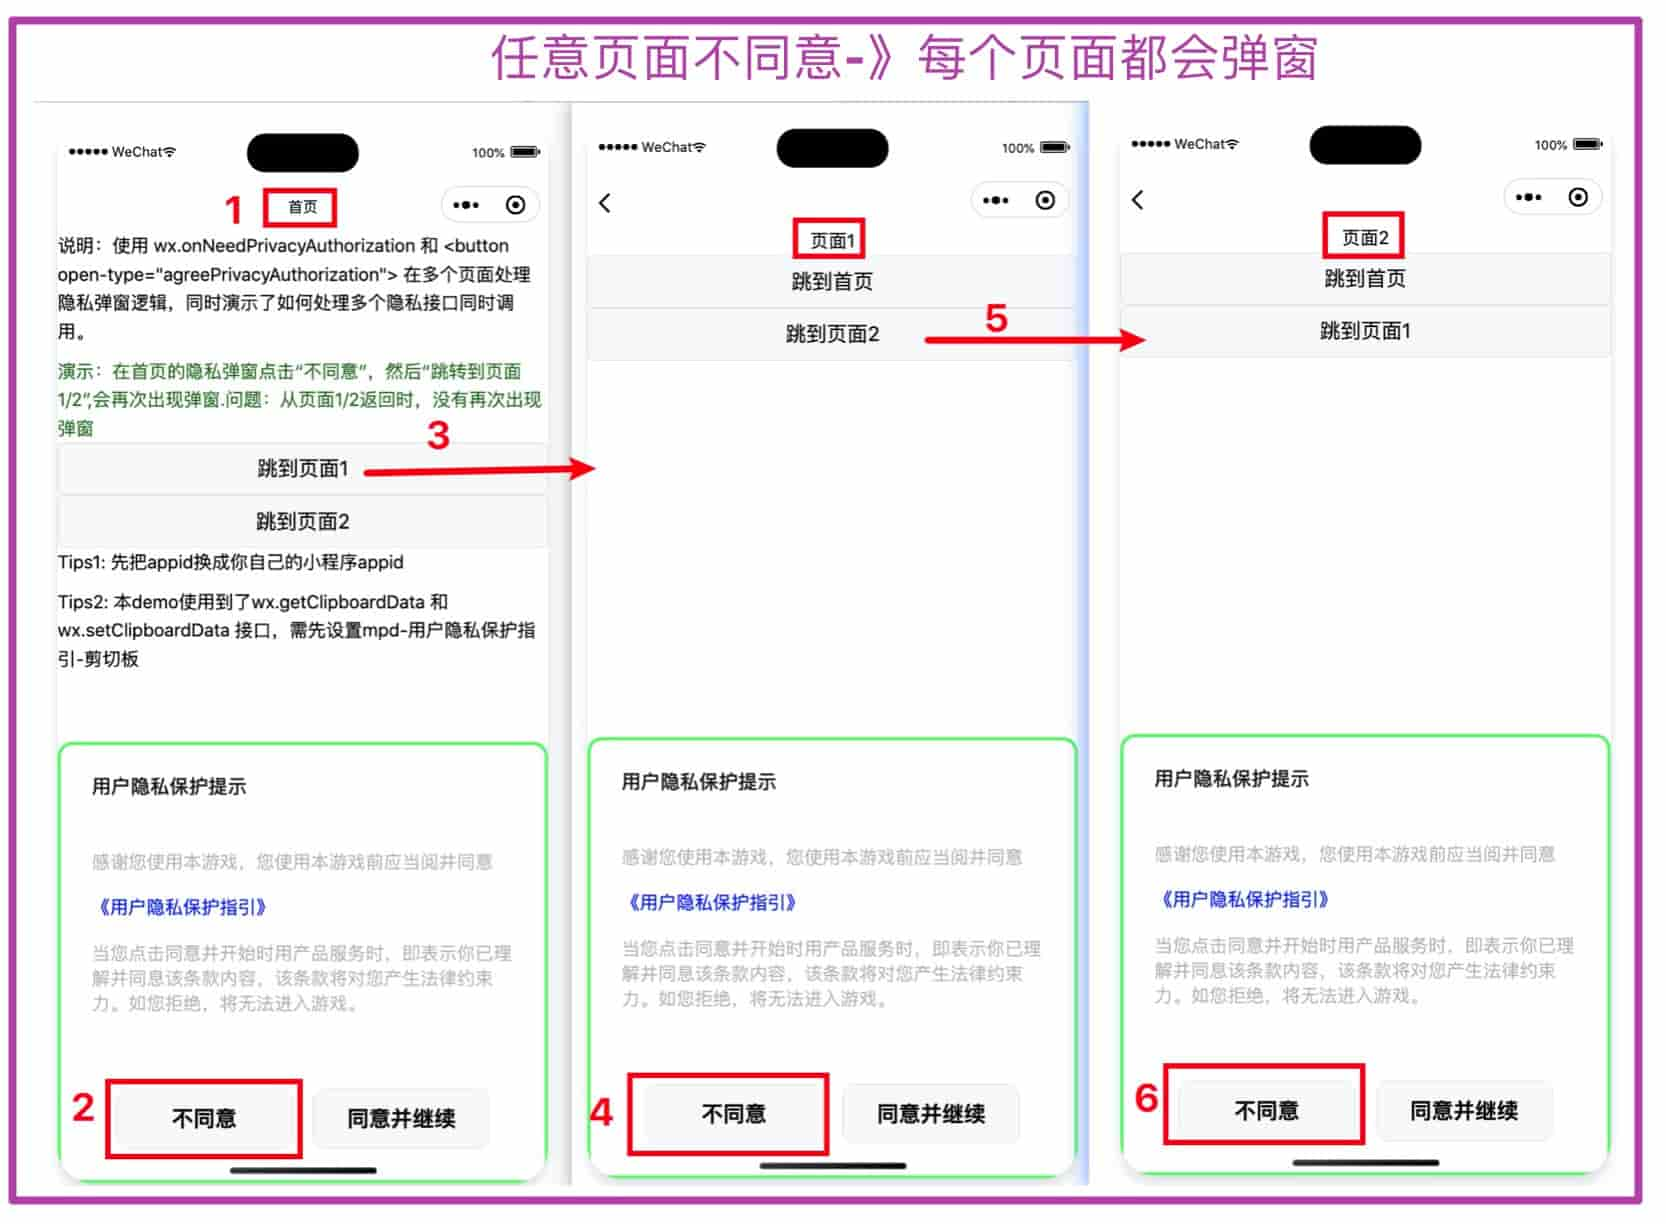 任意页面不同意-》每个页面都会弹窗
●●●●● WeChat
100%
1
首页
说明：使用 wx.onNeedPrivacyAuthorization 和 <button
open-type="agreePrivacyAuthorization"> 在多个页面处理
隐私弹窗逻辑，同时演示了如何处理多个隐私接口同时调
用。
演示：在首页的隐私弹窗点击“不同意”，然后“跳转到页面
1/2”,会再次出现弹窗.问题：从页面1/2返回时，没有再次出现
弹窗
3
跳到页面1
跳到页面2
Tips1: 先把appid换成你自己的小程序appid
Tips2: 本demo使用到了wx.getClipboardData 和
wx.setClipboardData 接口，需先设置mpd-用户隐私保护指
引-剪切板
用户隐私保护提示
感谢您使用本游戏，您使用本游戏前应当阅并同意
《用户隐私保护指引》
当您点击同意并开始时用产品服务时，即表示你已理
解并同息该条款内容，该条款将对您产生法律约束
力。如您拒绝，将无法进入游戏。
2
不同意
同意并继续
●●●●● WeChat
100%
页面1
跳到首页
跳到页面2
5
用户隐私保护提示
感谢您使用本游戏，您使用本游戏前应当阅并同意
《用户隐私保护指引》
当您点击同意并开始时用产品服务时，即表示你已理
解并同息该条款内容，该条款将对您产生法律约束
力。如您拒绝，将无法进入游戏。
4
不同意
同意并继续
●●●●● WeChat
100%
页面2
跳到首页
跳到页面1
用户隐私保护提示
感谢您使用本游戏，您使用本游戏前应当阅并同意
《用户隐私保护指引》
当您点击同意并开始时用产品服务时，即表示你已理
解并同息该条款内容，该条款将对您产生法律约束
力。如您拒绝，将无法进入游戏。
6
不同意
同意并继续